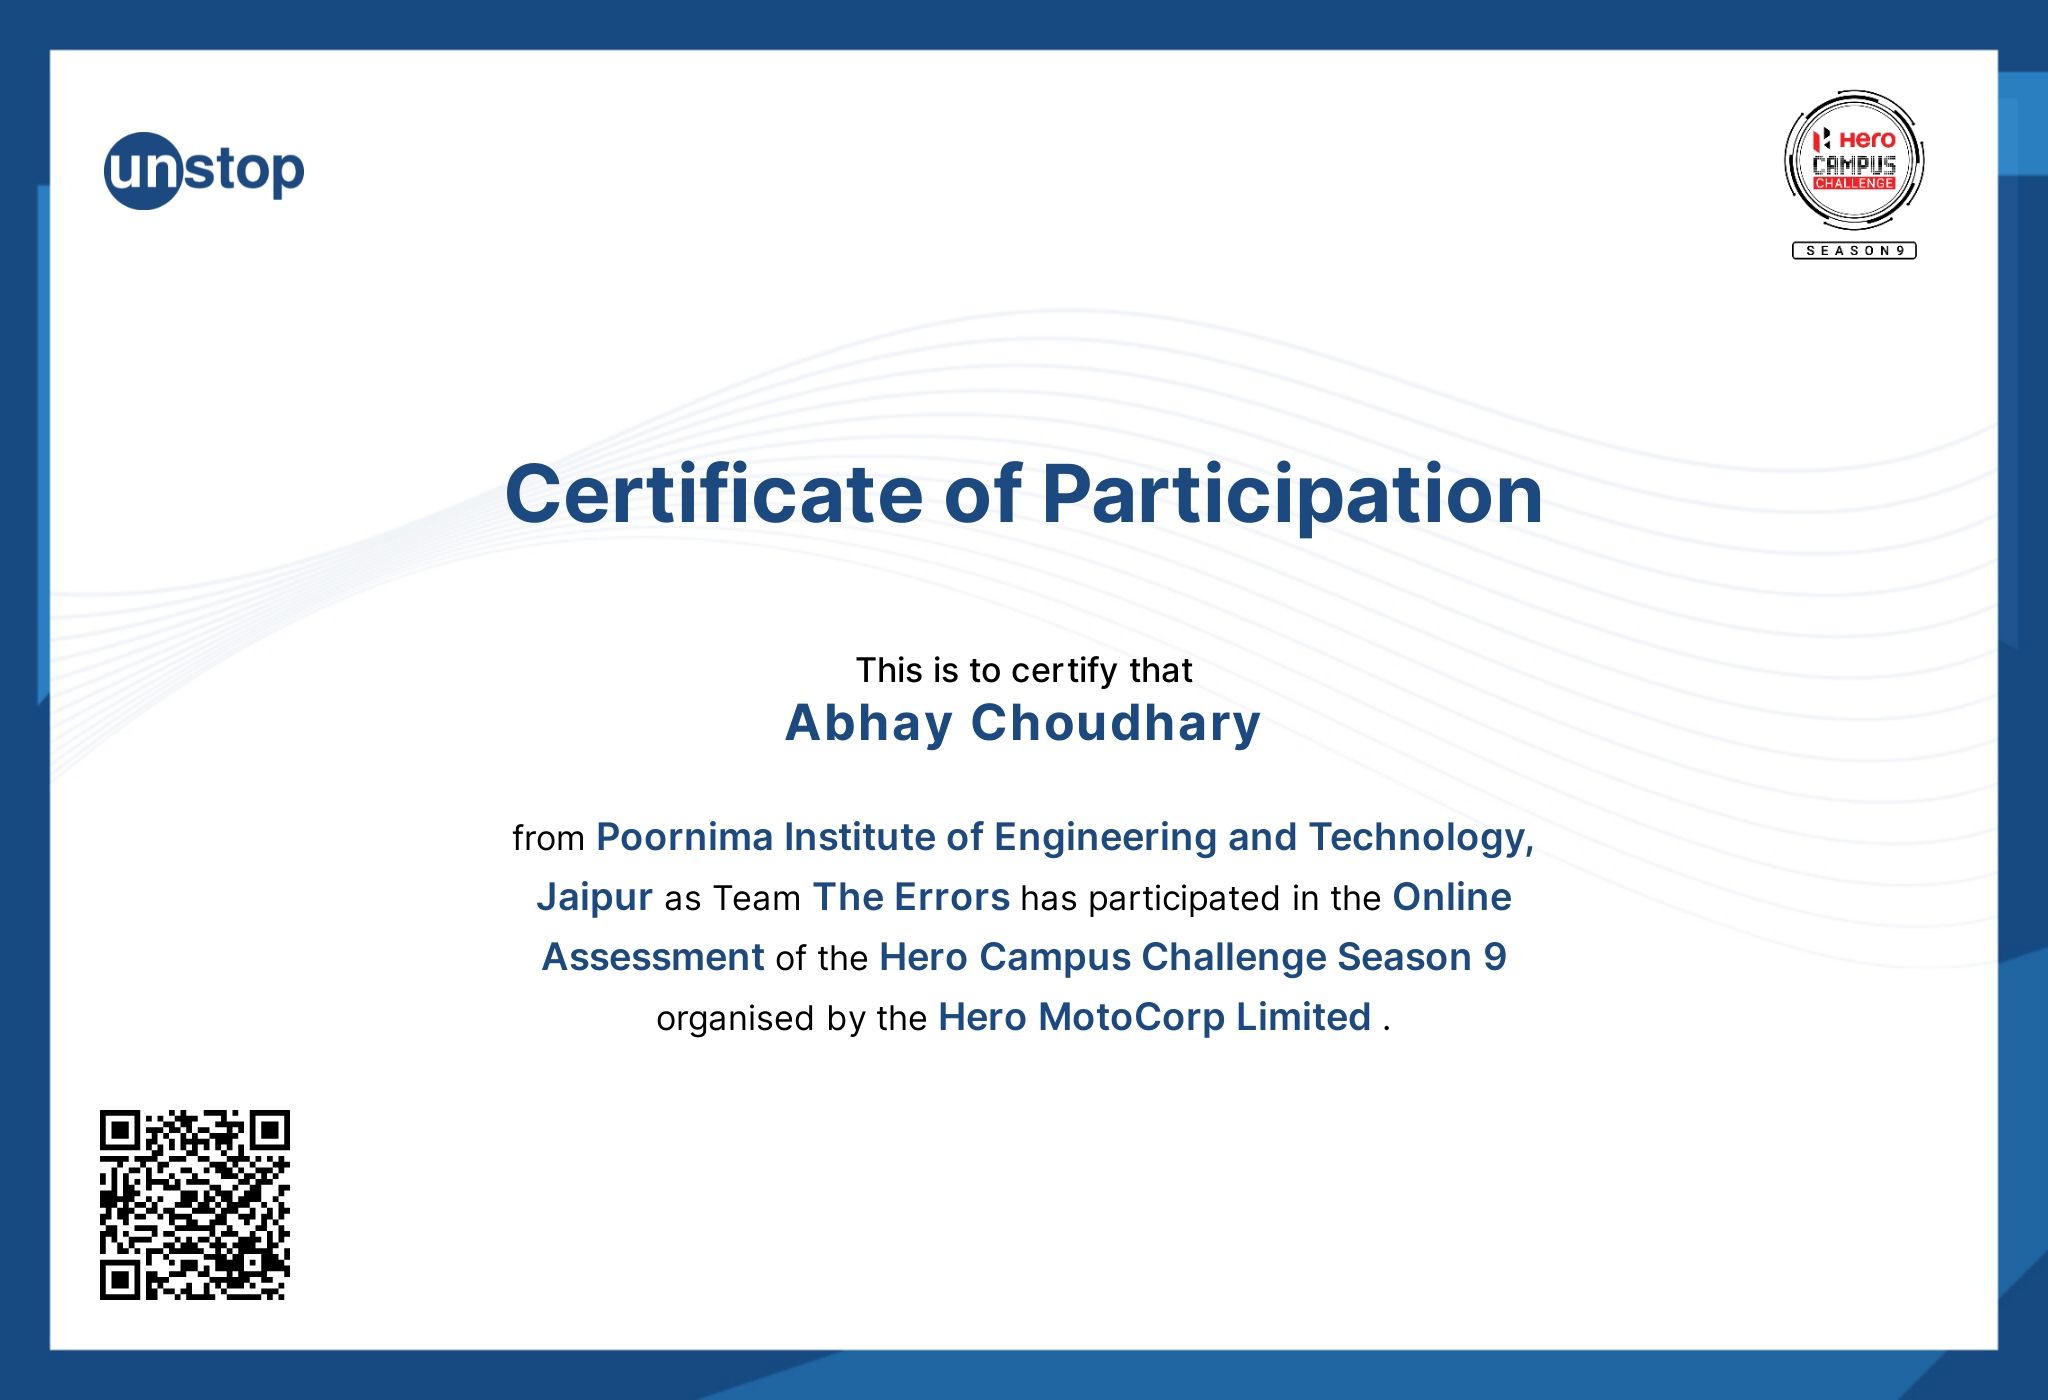 unstop
Hero
CAMPUS
CHALLENGE
SEASON 9
Certificate of Participation
This is to certify that
Abhay Choudhary
from Poornima Institute of Engineering and Technology,
Jaipur as Team The Errors has participated in the Online
Assessment of the Hero Campus Challenge Season 9
organised by the Hero MotoCorp Limited .